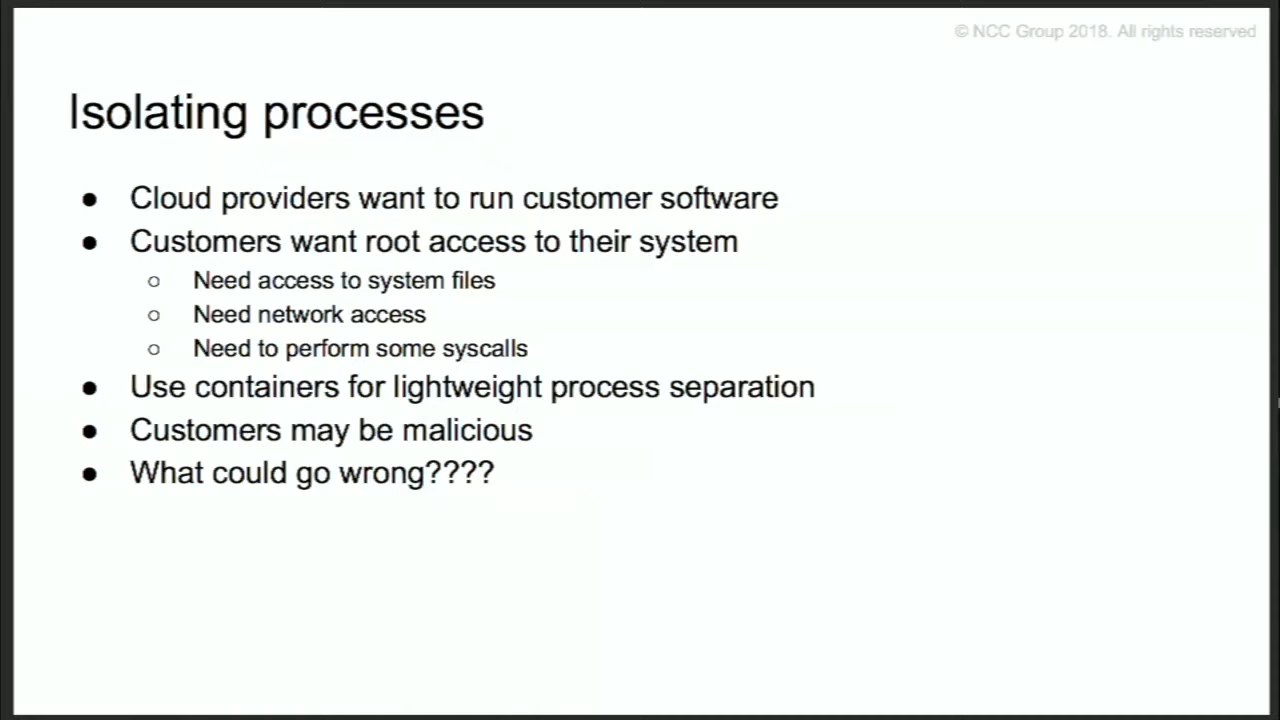 © NCC Group 2018. All rights reserved
Isolating processes
● Cloud providers want to run customer software
● Customers want root access to their system
○ Need access to system files
○ Need network access
○ Need to perform some syscalls
● Use containers for lightweight process separation
● Customers may be malicious
● What could go wrong????